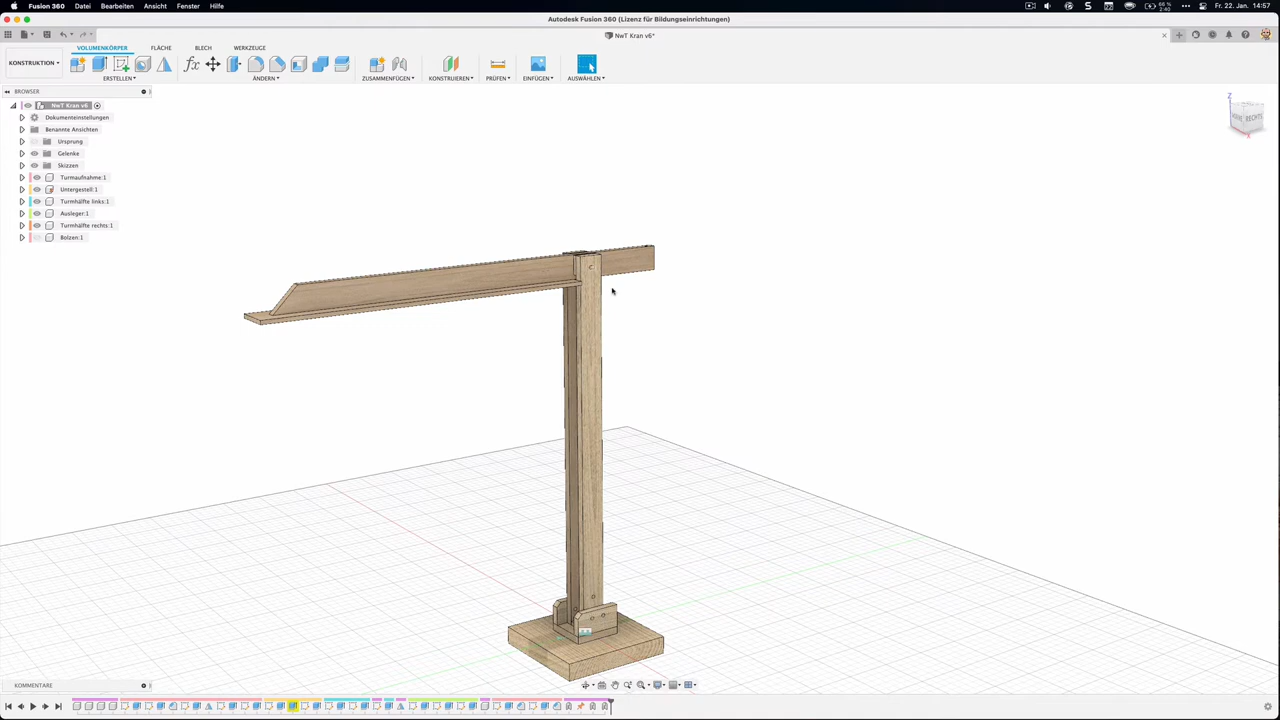 Fusion 360 Datei Bearbeiten Ansicht Fenster Hilfe
66 %
2:40
Fr. 22. Jan. 14:57
Autodesk Fusion 360 (Lizenz für Bildungseinrichtungen)
NwT Kran v6*
VOLUMENKÖRPER FLÄCHE BLECH WERKZEUGE
KONSTRUKTION
ERSTELLEN ÄNDERN ZUSAMMENFÜGEN KONSTRUIEREN PRÜFEN EINFÜGEN AUSWÄHLEN
BROWSER
NwT Kran v6
Dokumenteinstellungen
Benannte Ansichten
Ursprung
Gelenke
Skizzen
Turmaufnahme:1
Untergestell:1
Turmhälfte links:1
Ausleger:1
Turmhälfte rechts:1
Bolzen:1
Z
RECHTS
X
KOMMENTARE